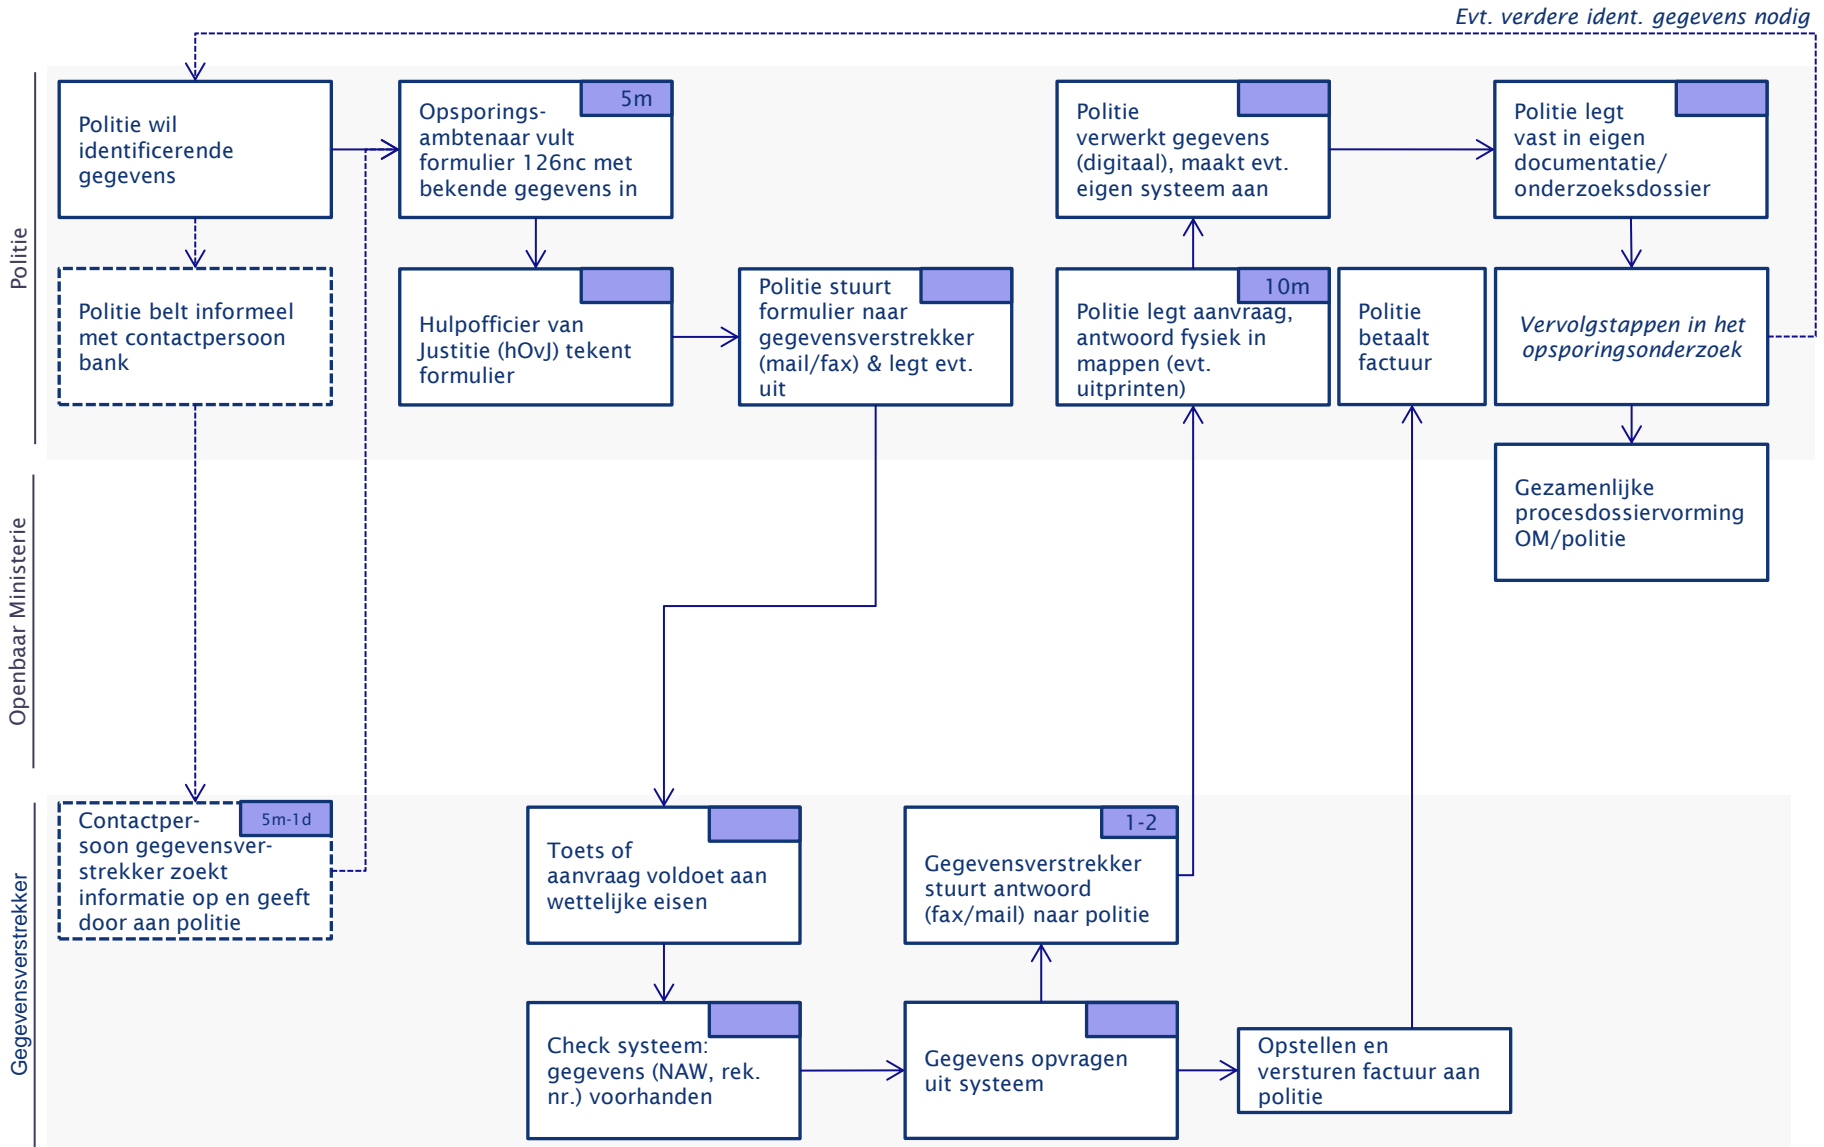 Evt. verdere ident. gegevens nodig
Politie
Politie wil
identificerende
gegevens
5m
Opsporings-
ambtenaar vult
formulier 126nc met
bekende gegevens in
Politie
verwerkt gegevens
(digitaal), maakt evt.
eigen systeem aan
Politie legt
vast in eigen
documentatie/
onderzoeksdossier
Politie belt informeel
met contactpersoon
bank
Hulpofficier van
Justitie (hOvJ) tekent
formulier
Politie stuurt
formulier naar
gegevensverstrekker
(mail/fax) & legt evt.
uit
10m
Politie legt aanvraag,
antwoord fysiek in
mappen (evt.
uitprinten)
Politie
betaalt
factuur
Vervolgstappen in het
opsporingsonderzoek
Openbaar Ministerie
Gezamenlijke
procesdossiervorming
OM/politie
Gegevensverstrekker
5m-1d
Contactper-
soon gegevensver-
strekker zoekt
informatie op en geeft
door aan politie
Toets of
aanvraag voldoet aan
wettelijke eisen
1-2
Gegevensverstrekker
stuurt antwoord
(fax/mail) naar politie
Check systeem:
gegevens (NAW, rek.
nr.) voorhanden
Gegevens opvragen
uit systeem
Opstellen en
versturen factuur aan
politie